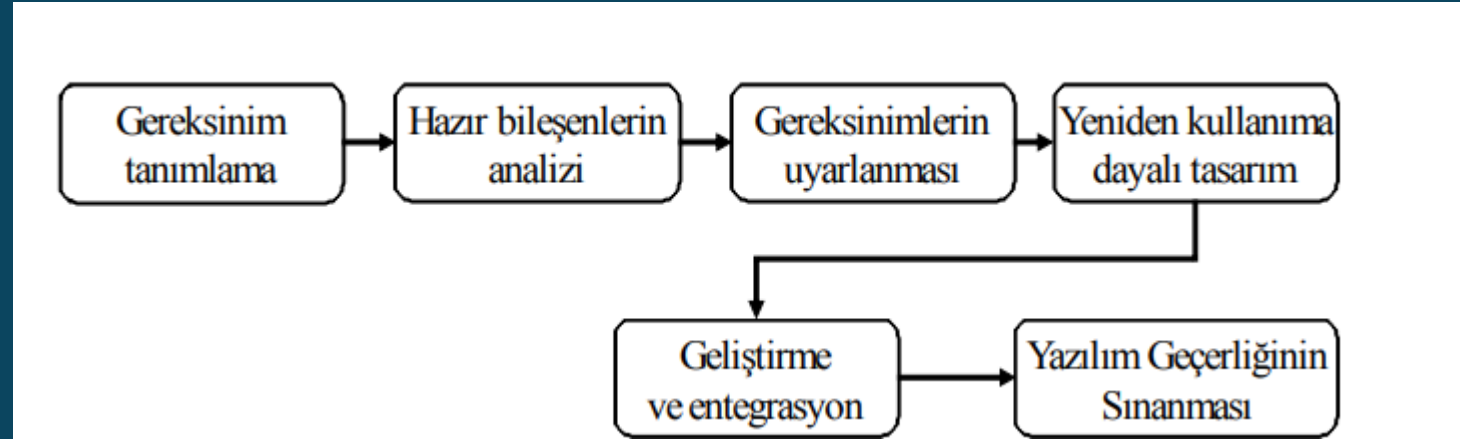 Gereksinim
tanımlama
Hazır bileşenlerin
analizi
Gereksinimlerin
uyarlanması
Yeniden kullanıma
dayalı tasarım
Geliştirme
ve entegrasyon
Yazılım Geçerliğinin
Sınanması